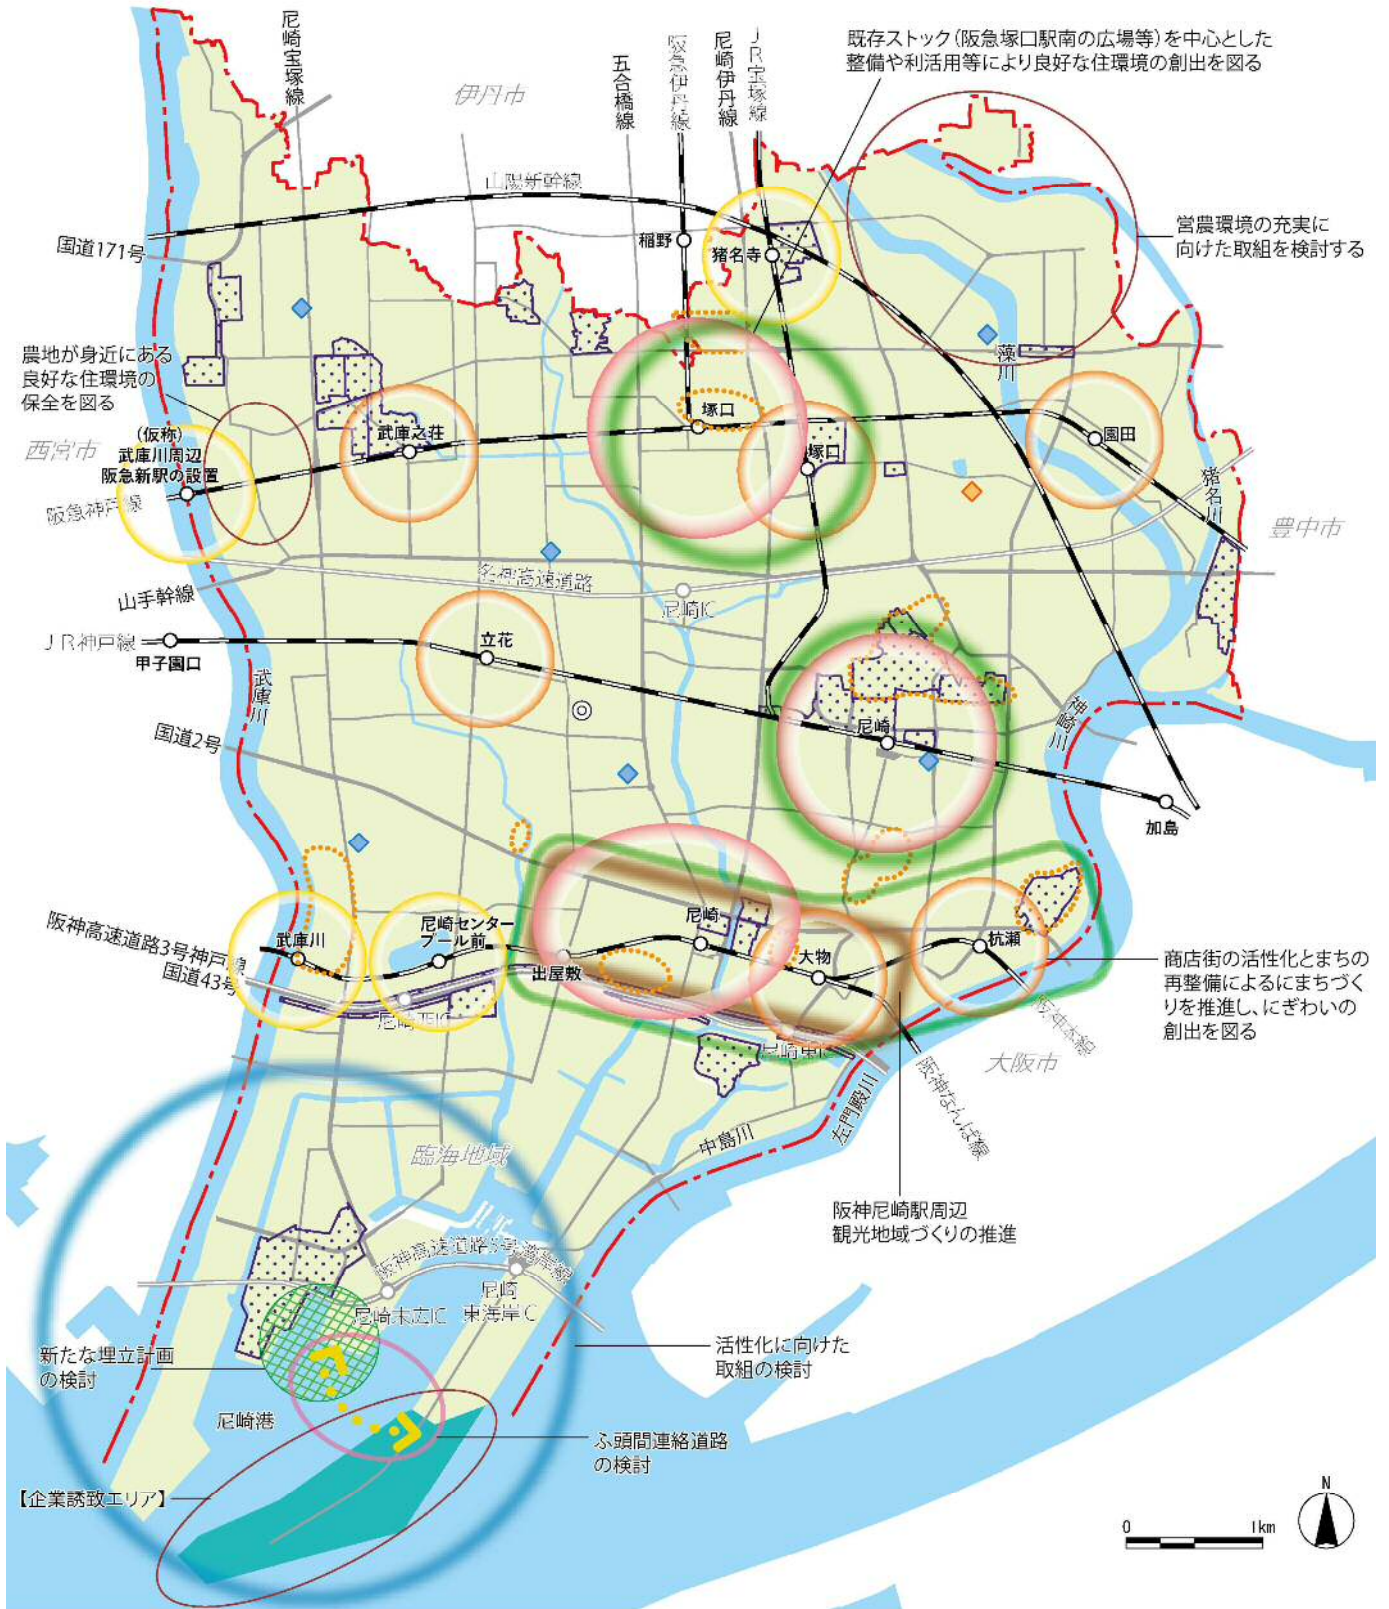 尼崎宝塚線
伊丹市
五合橋線
阪急伊丹線
尼崎伊丹線
JR宝塚線
既存ストック(阪急塚口駅南の広場等)を中心とした
整備や利活用等により良好な住環境の創出を図る
山陽新幹線
国道171号
稲野
猪名寺
営農環境の充実に
向けた取組を検討する
農地が身近にある
良好な住環境の
保全を図る
藻川
西宮市
(仮称)
武庫川周辺
阪急新駅の設置
武庫之荘
塚口
塚口
園田
阪急神戸線
猪名川
豊中市
名神高速道路
尼崎IC
山手幹線
JR神戸線
甲子園口
立花
武庫川
国道2号
尼崎
神崎川
加島
阪神高速道路3号神戸線
国道43号
武庫川
尼崎センター
プール前
出屋敷
尼崎
大物
杭瀬
商店街の活性化とまちの
再整備によるにまちづく
りを推進し、にぎわいの
創出を図る
尼崎西IC
尼崎東IC
阪神本線
大阪市
阪神なんば線
左門殿川
中島川
臨海地域
阪神尼崎駅周辺
観光地域づくりの推進
阪神高速道路5号湾岸線
尼崎末広IC
尼崎
東海岸IC
新たな埋立計画
の検討
活性化に向けた
取組の検討
尼崎港
ふ頭間連絡道路
の検討
【企業誘致エリア】
N
0
1km